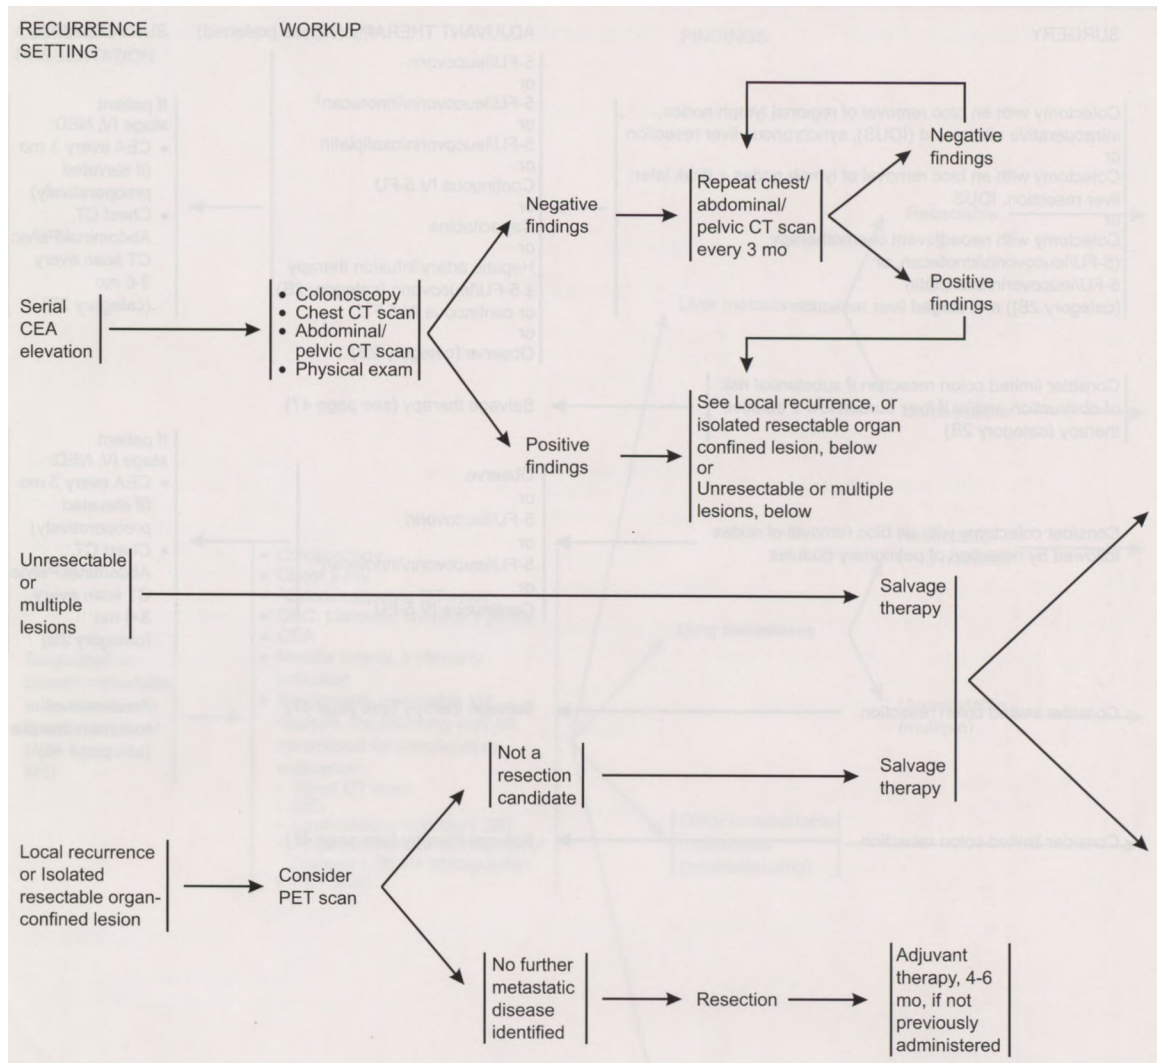 RECURRENCE
SETTING
WORKUP
Serial
CEA
elevation
• Colonoscopy
• Chest CT scan
• Abdominal/
pelvic CT scan
• Physical exam
Negative
findings
Repeat chest/
abdominal/
pelvic CT scan
every 3 mo
Negative
findings
Positive
findings
Positive
findings
See Local recurrence, or
isolated resectable organ
confined lesion, below
or
Unresectable or multiple
lesions, below
Unresectable
or
multiple
lesions
Salvage
therapy
Not a
resection
candidate
Salvage
therapy
Local recurrence
or Isolated
resectable organ-
confined lesion
Consider
PET scan
No further
metastatic
disease
identified
Resection
Adjuvant
therapy, 4-6
mo, if not
previously
administered